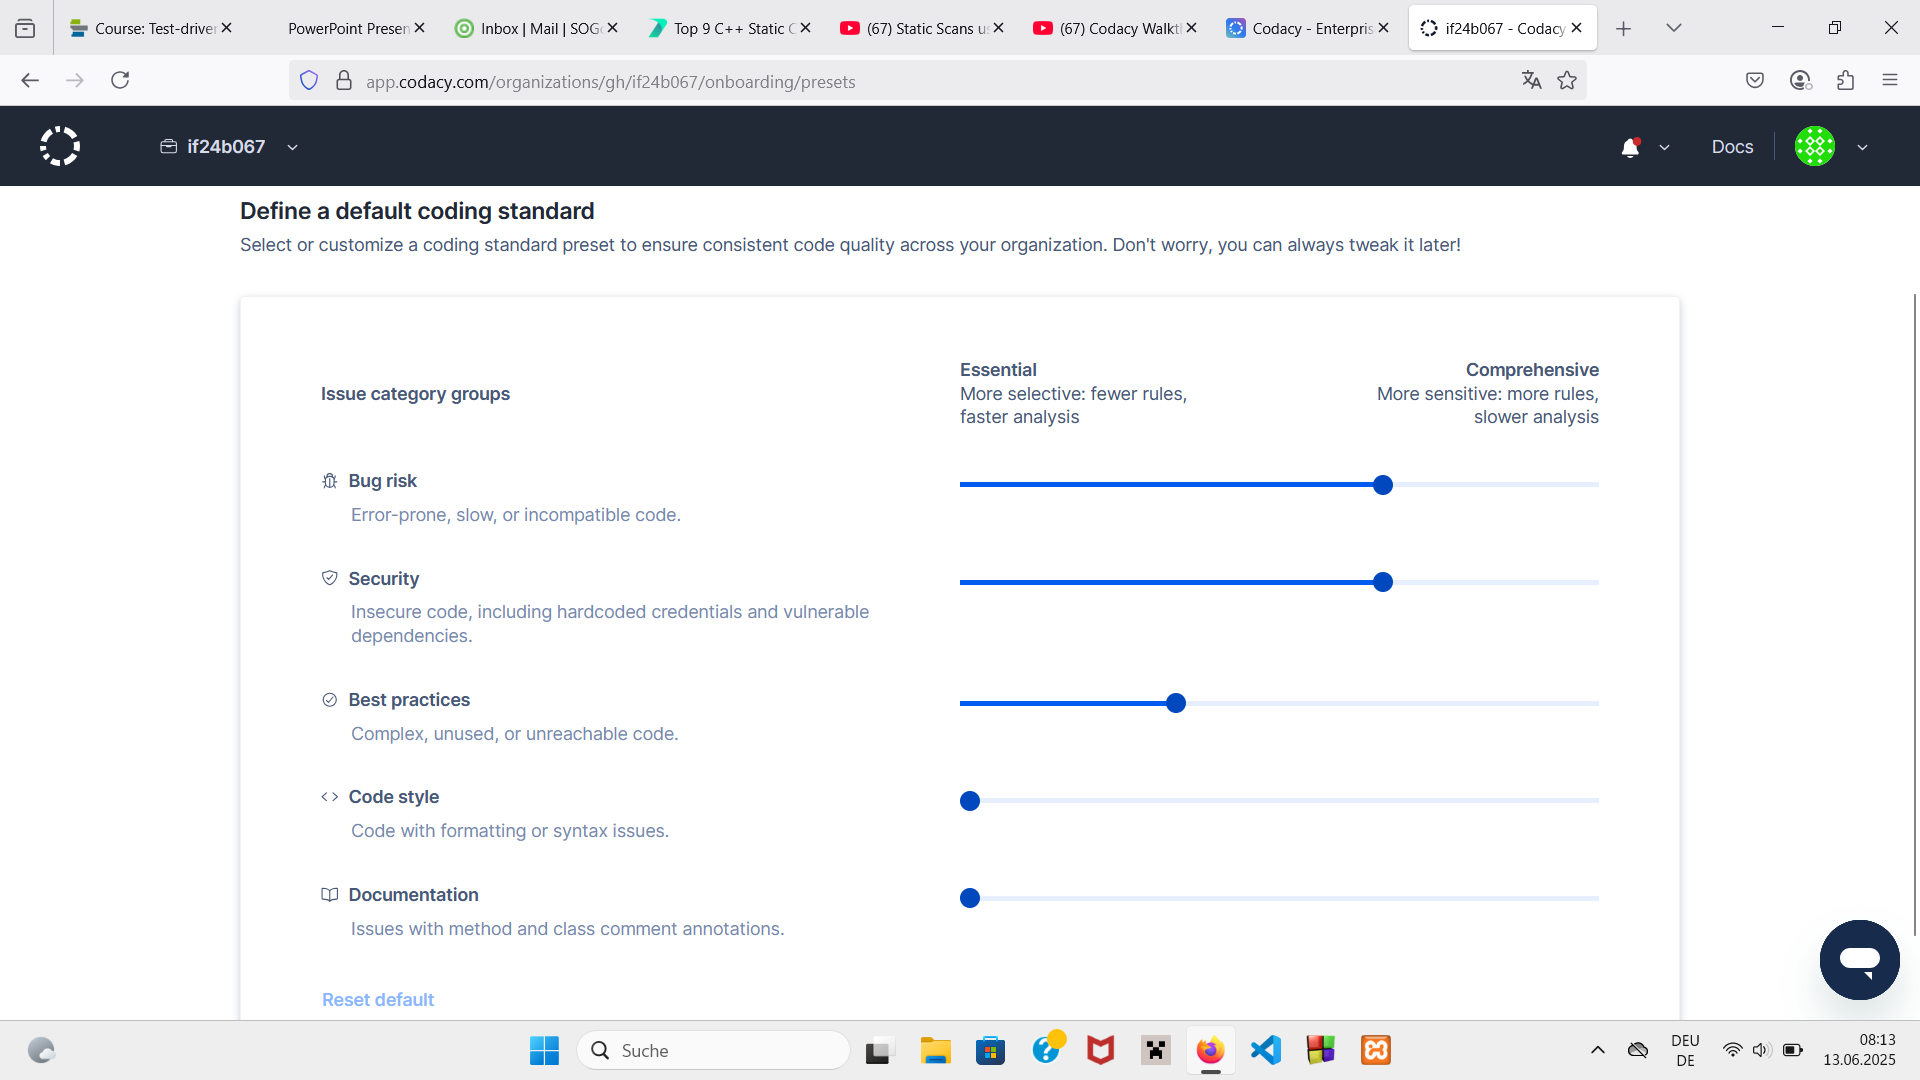 Course: Test-driver
PowerPoint Presen
Inbox | Mail | SOG
Top 9 C++ Static C
(67) Static Scans us
(67) Codacy Walkt
Codacy - Enterpris
if24b067 - Codacy
app.codacy.com/organizations/gh/if24b067/onboarding/presets
if24b067
Docs
Define a default coding standard
Select or customize a coding standard preset to ensure consistent code quality across your organization. Don't worry, you can always tweak it later!
Issue category groups
Essential
More selective: fewer rules,
faster analysis
Comprehensive
More sensitive: more rules,
slower analysis
Bug risk
Error-prone, slow, or incompatible code.
Security
Insecure code, including hardcoded credentials and vulnerable
dependencies.
Best practices
Complex, unused, or unreachable code.
Code style
Code with formatting or syntax issues.
Documentation
Issues with method and class comment annotations.
Reset default
Suche
DEU
DE
08:13
13.06.2025